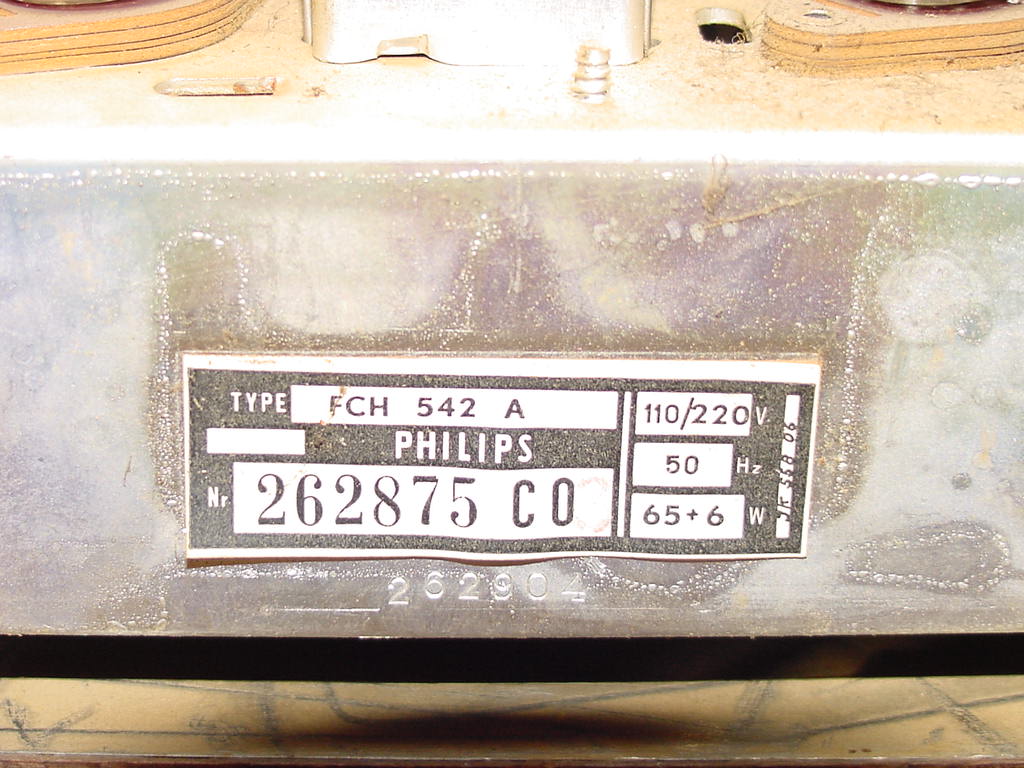 TYPE FCH 542 A
PHILIPS
Nr 262875 CO
110/220 V
50 Hz
65+6 W
262904